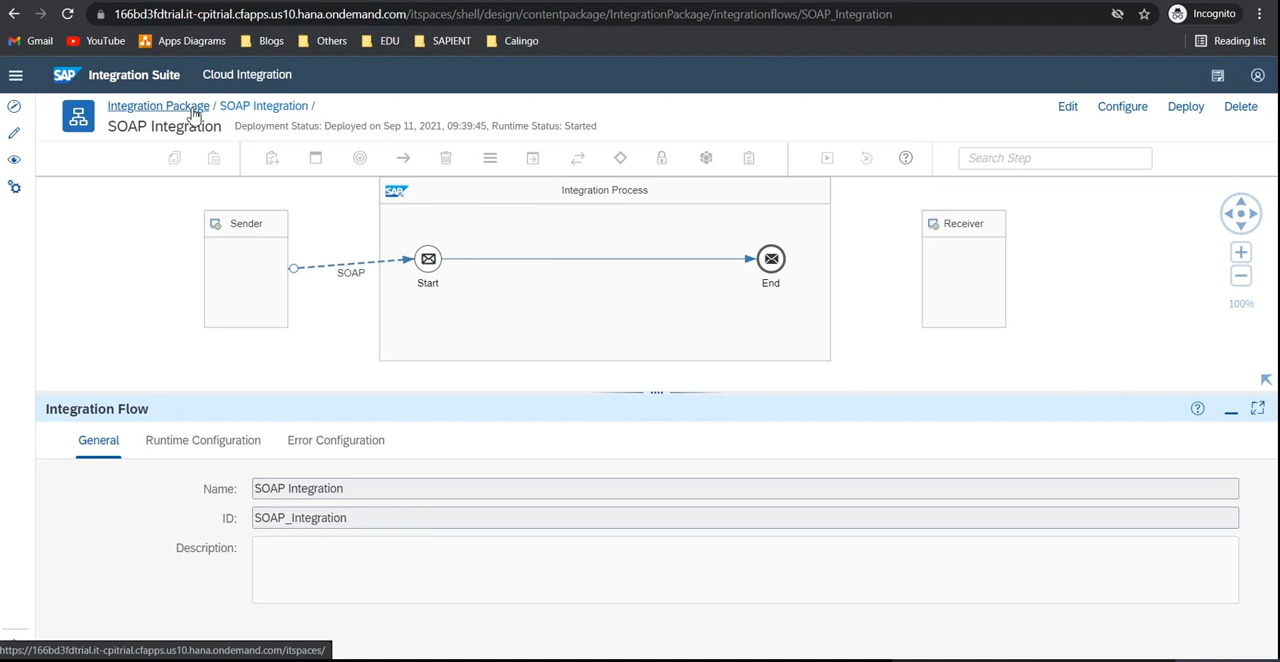 166bd3fdtrial.it-cpitrial.cfapps.us10.hana.ondemand.com/itspaces/shell/design/contentpackage/IntegrationPackage/integrationflows/SOAP_Integration
Incognito
Gmail YouTube Apps Diagrams Blogs Others EDU SAPIENT Calingo Reading list
SAP Integration Suite Cloud Integration
Integration Package / SOAP Integration /
Edit Configure Deploy Delete
SOAP Integration Deployment Status: Deployed on Sep 11, 2021, 09:39:45, Runtime Status: Started
Search Step
SAP Integration Process
Sender
Receiver
SOAP
Start
End
100%
Integration Flow
General Runtime Configuration Error Configuration
Name: SOAP Integration
ID: SOAP_Integration
Description:
https://166bd3fdtrial.it-cpitrial.cfapps.us10.hana.ondemand.com/itspaces/